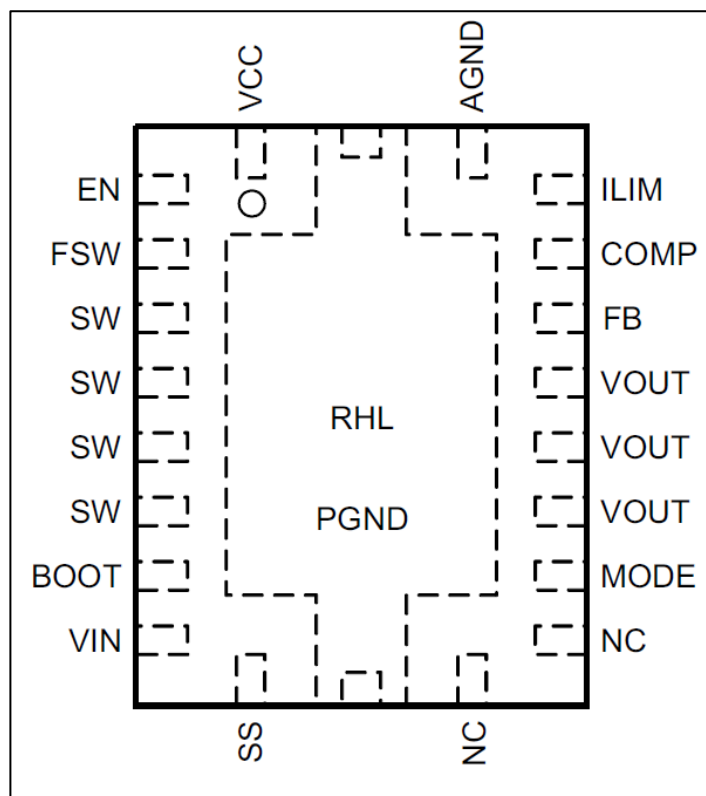 VCC
AGND
EN
ILIM
FSW
COMP
SW
FB
SW
VOUT
SW
VOUT
SW
VOUT
BOOT
MODE
VIN
NC
RHL
PGND
SS
NC